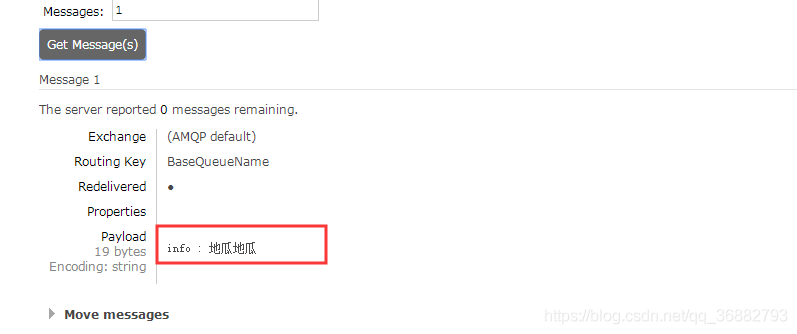 Messages: 1
Get Message(s)
Message 1
The server reported 0 messages remaining.
Exchange (AMQP default)
Routing Key BaseQueueName
Redelivered ●
Properties
Payload
19 bytes
Encoding: string
info : 地瓜地瓜
Move messages
https://blog.csdn.net/qq_36882793